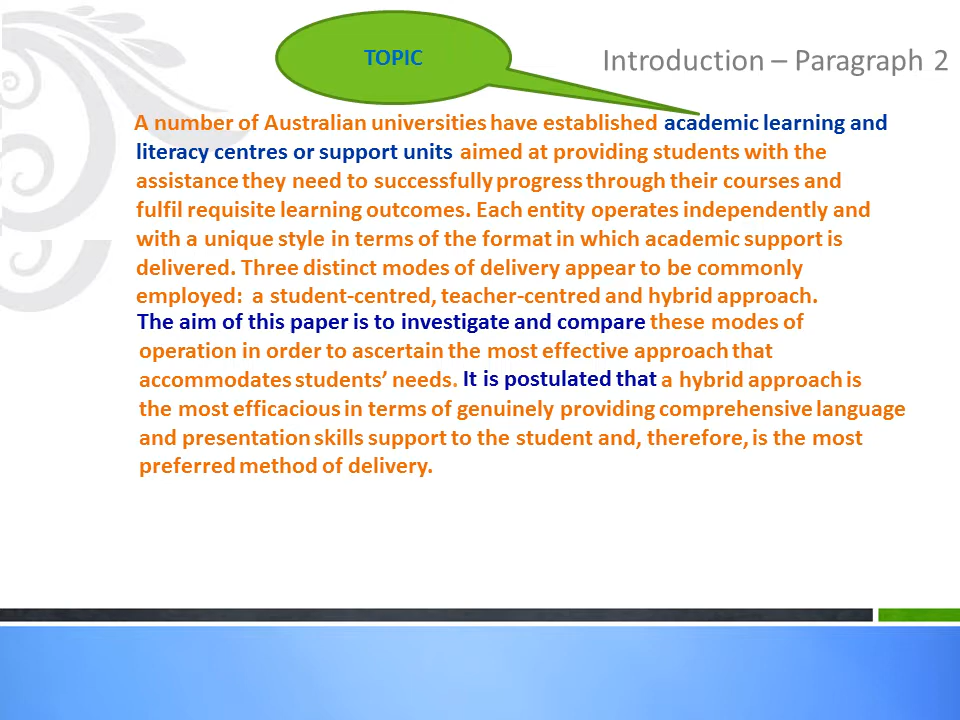 TOPIC
Introduction – Paragraph 2
A number of Australian universities have established academic learning and
literacy centres or support units aimed at providing students with the
assistance they need to successfully progress through their courses and
fulfil requisite learning outcomes. Each entity operates independently and
with a unique style in terms of the format in which academic support is
delivered. Three distinct modes of delivery appear to be commonly
employed: a student-centred, teacher-centred and hybrid approach.
The aim of this paper is to investigate and compare these modes of
operation in order to ascertain the most effective approach that
accommodates students’ needs. It is postulated that a hybrid approach is
the most efficacious in terms of genuinely providing comprehensive language
and presentation skills support to the student and, therefore, is the most
preferred method of delivery.